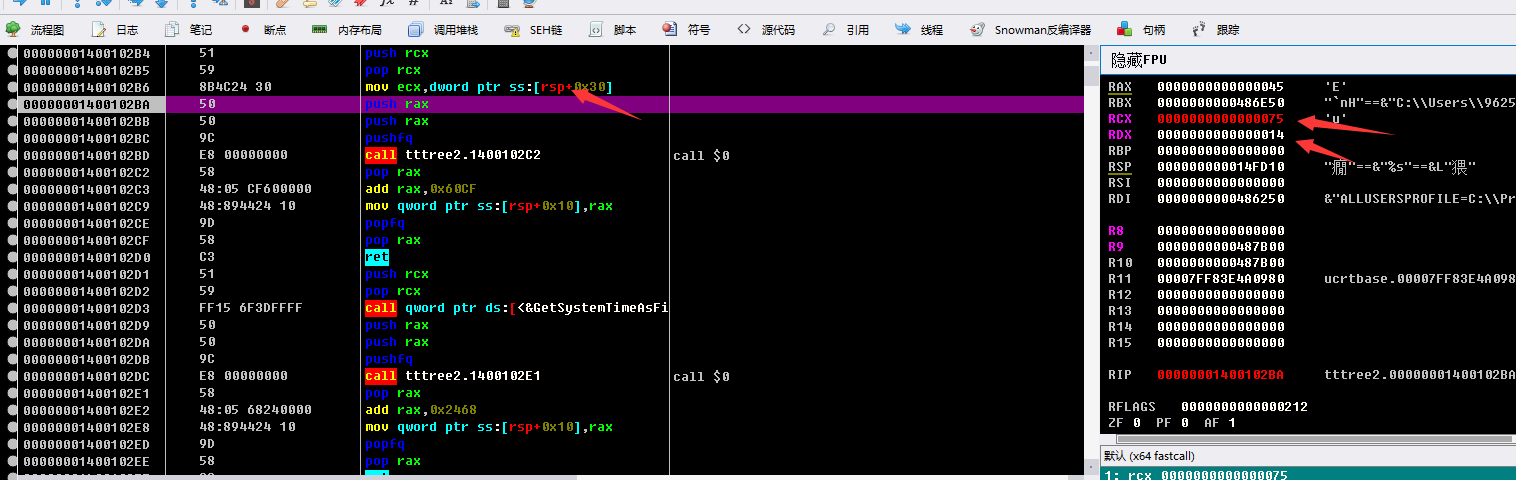 流程图 日志 笔记 断点 内存布局 调用堆栈 SEH链 脚本 符号 源代码 引用 线程 Snowman反编译器 句柄 跟踪
00000001400102B4 51 push rcx
00000001400102B5 59 pop rcx
00000001400102B6 8B4C24 30 mov ecx,dword ptr ss:[rsp+0x30]
00000001400102BA 50 push rax
00000001400102BB 50 push rax
00000001400102BC 9C pushfq
00000001400102BD E8 00000000 call tttree2.1400102C2 call $0
00000001400102C2 58 pop rax
00000001400102C3 48:05 CF600000 add rax,0x60CF
00000001400102C9 48:894424 10 mov qword ptr ss:[rsp+0x10],rax
00000001400102CE 9D popfq
00000001400102CF 58 pop rax
00000001400102D0 C3 ret
00000001400102D1 51 push rcx
00000001400102D2 59 pop rcx
00000001400102D3 FF15 6F3DFFFF call qword ptr ds:[<&GetSystemTimeAsFi
00000001400102D9 50 push rax
00000001400102DA 50 push rax
00000001400102DB 9C pushfq
00000001400102DC E8 00000000 call tttree2.1400102E1 call $0
00000001400102E1 58 pop rax
00000001400102E2 48:05 68240000 add rax,0x2468
00000001400102E8 48:894424 10 mov qword ptr ss:[rsp+0x10],rax
00000001400102ED 9D popfq
00000001400102EE 58 pop rax
隐藏FPU
RAX 0000000000000045 'E'
RBX 0000000000486E50 "`nH"==&"C:\\Users\\9625
RCX 0000000000000075 'u'
RDX 0000000000000014
RBP 0000000000000000
RSP 000000000014FD10 "癎"==&"%s"==&L"猥"
RSI 0000000000000000
RDI 0000000000486250 &"ALLUSERSPROFILE=C:\\Pr
R8 0000000000000000
R9 0000000000487B00
R10 0000000000487B00
R11 00007FF83E4A0980 ucrtbase.00007FF83E4A098
R12 0000000000000000
R13 0000000000000000
R14 0000000000000000
R15 0000000000000000
RIP 00000001400102BA tttree2.00000001400102BA
RFLAGS 0000000000000212
ZF 0 PF 0 AF 1
默认 (x64 fastcall)
1: rcx 0000000000000075